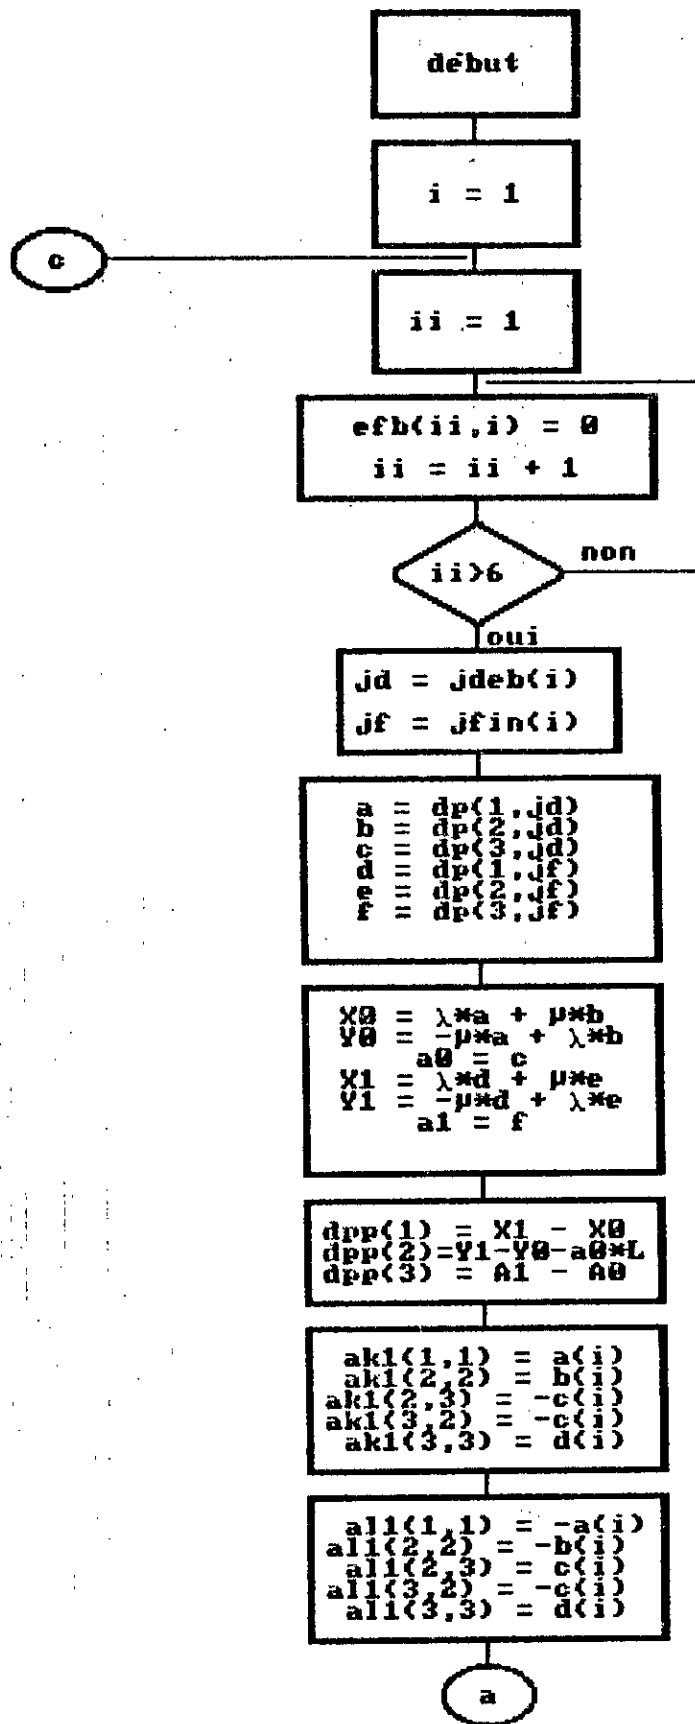 début
i = 1
c
ii = 1
efb(ii,i) = 0
ii = ii + 1
ii>6
non
oui
jd = jdeb(i)
jf = jfin(i)
a = dp(1,jd)
b = dp(2,jd)
c = dp(3,jd)
d = dp(1,jf)
e = dp(2,jf)
f = dp(3,jf)
X0 = λ*a + µ*b
Y0 = -µ*a + λ*b
a0 = c
X1 = λ*d + µ*e
Y1 = -µ*d + λ*e
a1 = f
dpp(1) = X1 - X0
dpp(2)=Y1-Y0-a0*L
dpp(3) = A1 - A0
ak1(1,1) = a(i)
ak1(2,2) = b(i)
ak1(2,3) = -c(i)
ak1(3,2) = -c(i)
ak1(3,3) = d(i)
al1(1,1) = -a(i)
al1(2,2) = -b(i)
al1(2,3) = c(i)
al1(3,2) = -c(i)
al1(3,3) = d(i)
a